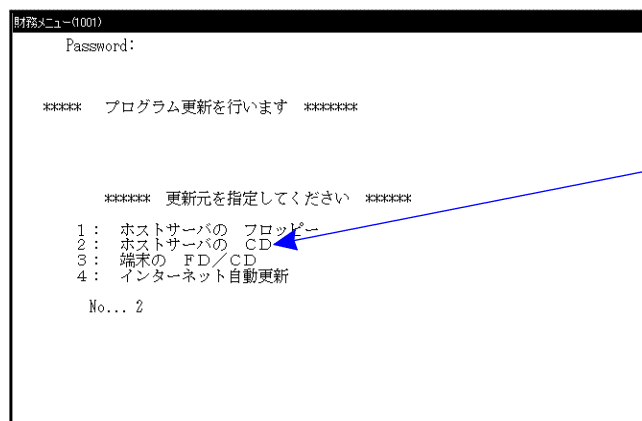 財務メニュー(1001)
Password:
***** プログラム更新を行います *******
****** 更新元を指定してください ******
1： ホストサーバの フロッピー
2： ホストサーバの ＣＤ
3： 端末の ＦＤ／ＣＤ
4： インターネット自動更新
No... 2